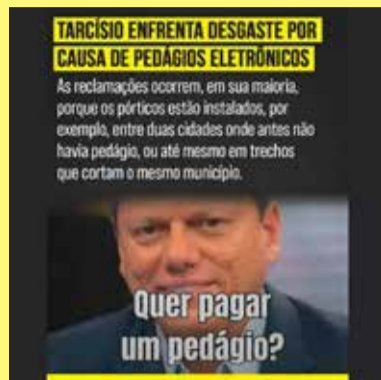 TARCÍSIO ENFRENTA DESGASTE POR
CAUSA DE PEDÁGIOS ELETRÔNICOS
As reclamações ocorrem, em sua maioria,
porque os pórticos estão instalados, por
exemplo, entre duas cidades onde antes não
havia pedágio, ou até mesmo em trechos
que cortam o mesmo município.
Quer pagar
um pedágio?